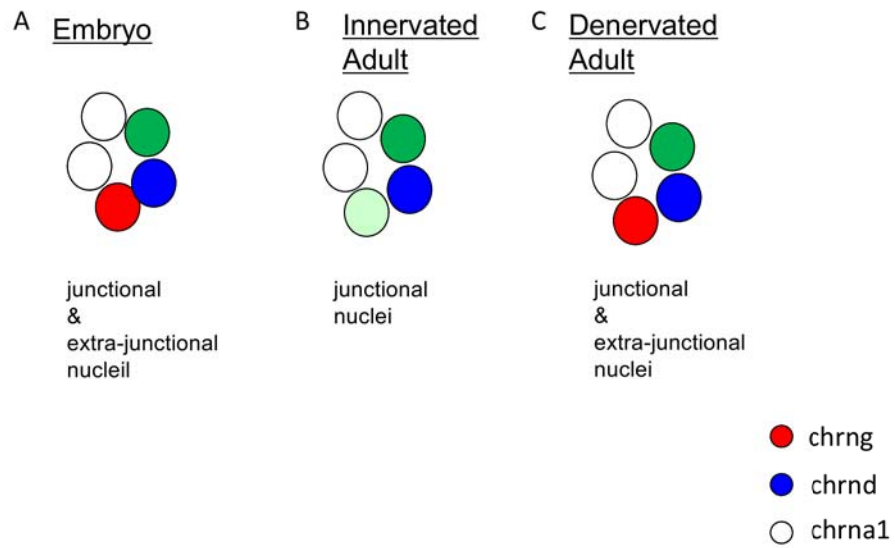 A Embryo
B Innervated
Adult
C Denervated
Adult
junctional
&
extra-junctional
nucleil
junctional
nuclei
junctional
&
extra-junctional
nuclei
chrng
chrnd
chrna1